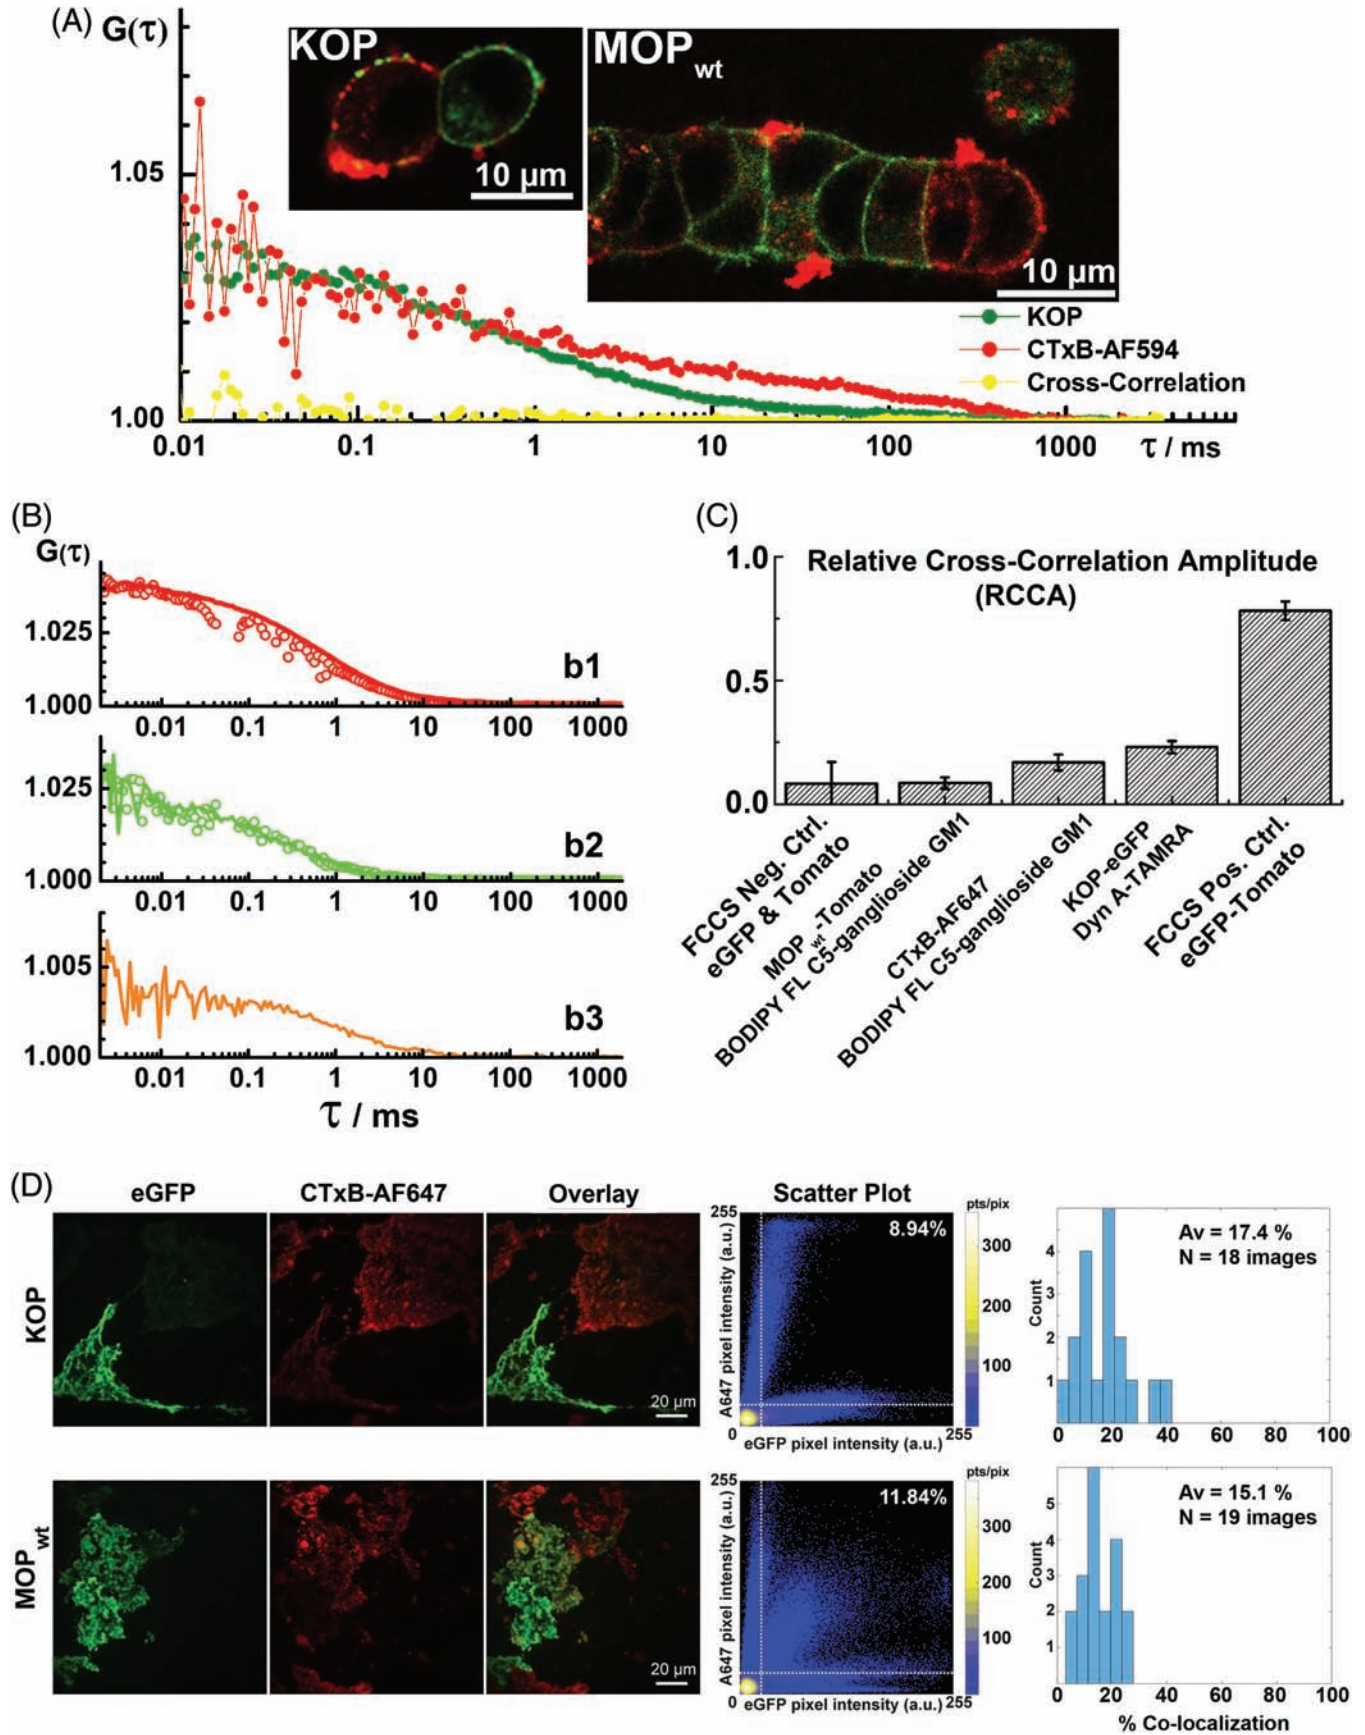 (A)
G(τ)
KOP
MOPwt
10 μm
10 μm
1.05
1.00
KOP
CTxB-AF594
Cross-Correlation
0.01 0.1 1 10 100 1000 τ / ms
(B)
G(τ)
1.025
b1
1.000
0.01 0.1 1 10 100 1000
1.025
b2
1.000
0.01 0.1 1 10 100 1000
1.005
b3
1.000
0.01 0.1 1 10 100 1000
τ / ms
(C)
1.0
Relative Cross-Correlation Amplitude
(RCCA)
0.5
0.0
FCCS Neg. Ctrl.
eGFP & Tomato
MOPwt-Tomato
BODIPY FL C5-ganglioside GM1
CTxB-AF647
BODIPY FL C5-ganglioside GM1
KOP-eGFP
Dyn A-TAMRA
FCCS Pos. Ctrl.
eGFP-Tomato
(D)
eGFP CTxB-AF647 Overlay Scatter Plot
KOP
20 μm
255
A647 pixel intensity (a.u.)
0
8.94%
eGFP pixel intensity (a.u.)
255
pts/pix
300
200
100
Count
4
3
2
1
Av = 17.4 %
N = 18 images
0 20 40 60 80 100
MOPwt
20 μm
255
A647 pixel intensity (a.u.)
0
11.84%
eGFP pixel intensity (a.u.)
255
pts/pix
300
200
100
Count
5
4
3
2
1
Av = 15.1 %
N = 19 images
0 20 40 60 80 100
% Co-localization